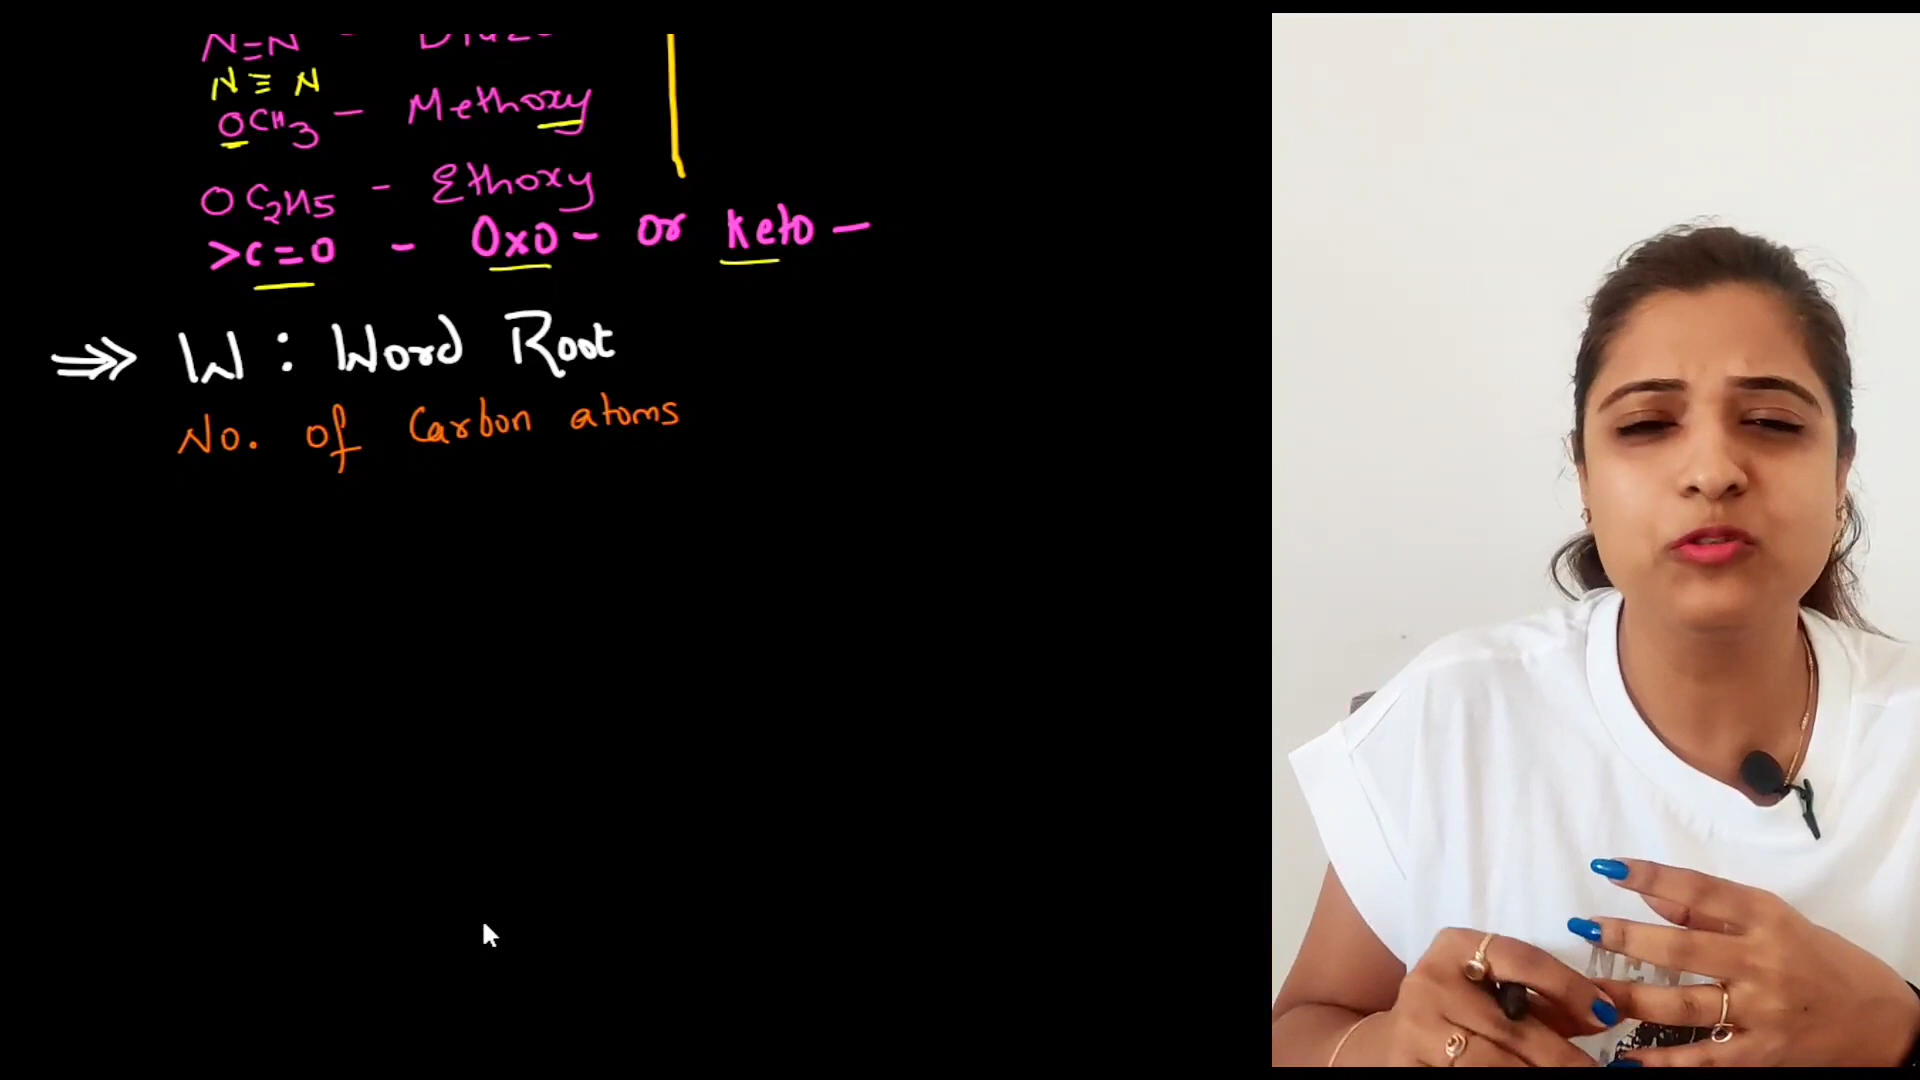 N=N -
N ≡ N
OCH3 - Methoxy
OC2H5 - Ethoxy
>C=O - Oxo- or Keto -
W : Word Root
No. of Carbon atoms